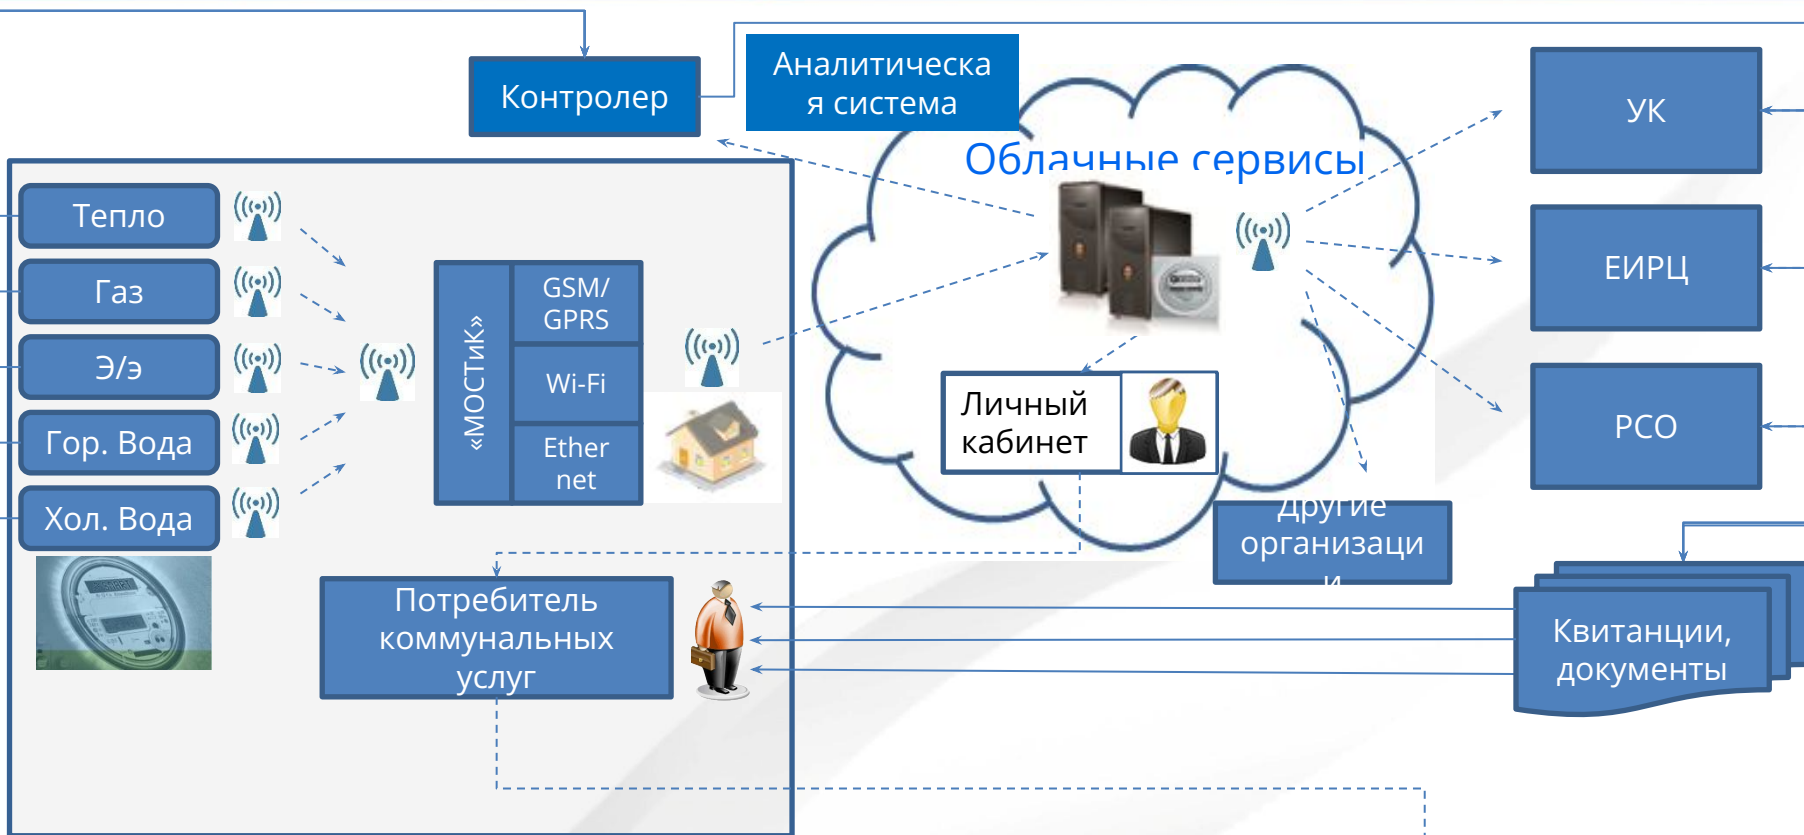 Контролер
Аналитическа
я система
Облачные сервисы
УК
Тепло
Газ
Э/э
Гор. Вода
Хол. Вода
«МОСТиК»
GSM/
GPRS
Wi-Fi
Ether
net
ЕИРЦ
Личный
кабинет
РСО
Другие
организаци
и
Потребитель
коммунальных
услуг
Квитанции,
документы